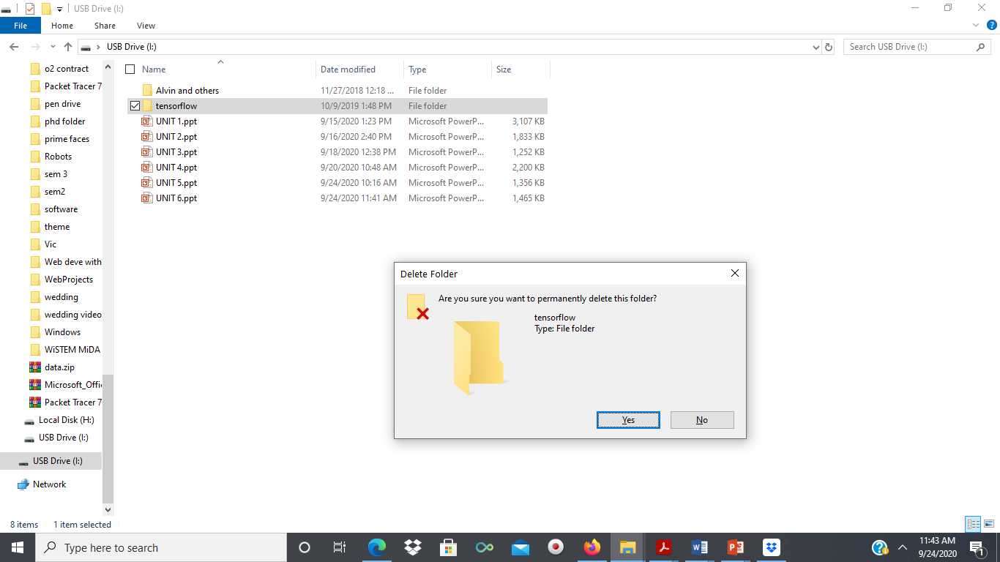 USB Drive (I:)
File Home Share View
USB Drive (I:)
Search USB Drive (I:)
o2 contract
Packet Tracer 7
pen drive
phd folder
prime faces
Robots
sem 3
sem2
software
theme
Vic
Web deve with
WebProjects
wedding
wedding video
Windows
WiSTEM MiDA
data.zip
Microsoft_Offi
Packet Tracer 7
Local Disk (H:)
USB Drive (I:)
USB Drive (I:)
Network
Name Date modified Type Size
Alvin and others 11/27/2018 12:18 ... File folder
tensorflow 10/9/2019 1:48 PM File folder
UNIT 1.ppt 9/15/2020 1:23 PM Microsoft PowerP... 3,107 KB
UNIT 2.ppt 9/16/2020 2:40 PM Microsoft PowerP... 1,833 KB
UNIT 3.ppt 9/18/2020 12:38 PM Microsoft PowerP... 1,252 KB
UNIT 4.ppt 9/20/2020 10:48 AM Microsoft PowerP... 2,200 KB
UNIT 5.ppt 9/24/2020 10:16 AM Microsoft PowerP... 1,356 KB
UNIT 6.ppt 9/24/2020 11:41 AM Microsoft PowerP... 1,465 KB
Delete Folder
Are you sure you want to permanently delete this folder?
tensorflow
Type: File folder
Yes No
8 items 1 item selected
Type here to search
11:43 AM
9/24/2020
1